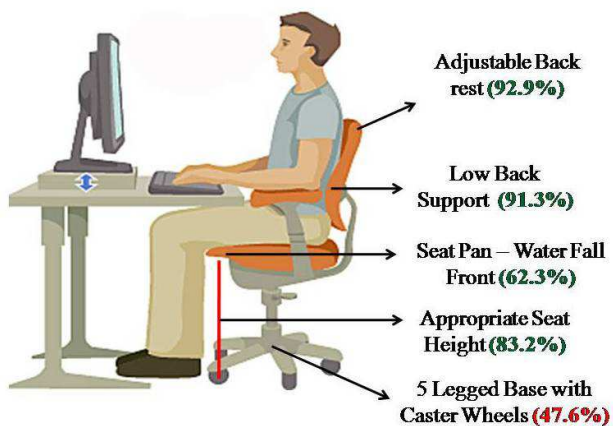 Adjustable Back
rest (92.9%)
Low Back
Support (91.3%)
Seat Pan – Water Fall
Front (62.3%)
Appropriate Seat
Height (83.2%)
5 Legged Base with
Caster Wheels (47.6%)